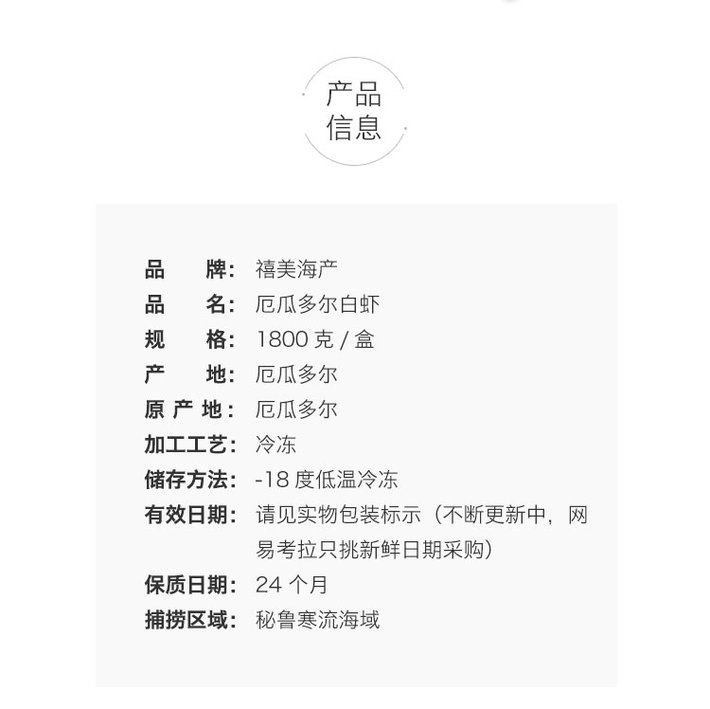 产品
信息
品 牌： 禧美海产
品 名： 厄瓜多尔白虾
规 格： 1800 克 / 盒
产 地： 厄瓜多尔
原 产 地： 厄瓜多尔
加工工艺： 冷冻
储存方法： -18 度低温冷冻
有效日期： 请见实物包装标示（不断更新中，网
易考拉只挑新鲜日期采购）
保质日期： 24 个月
捕捞区域： 秘鲁寒流海域